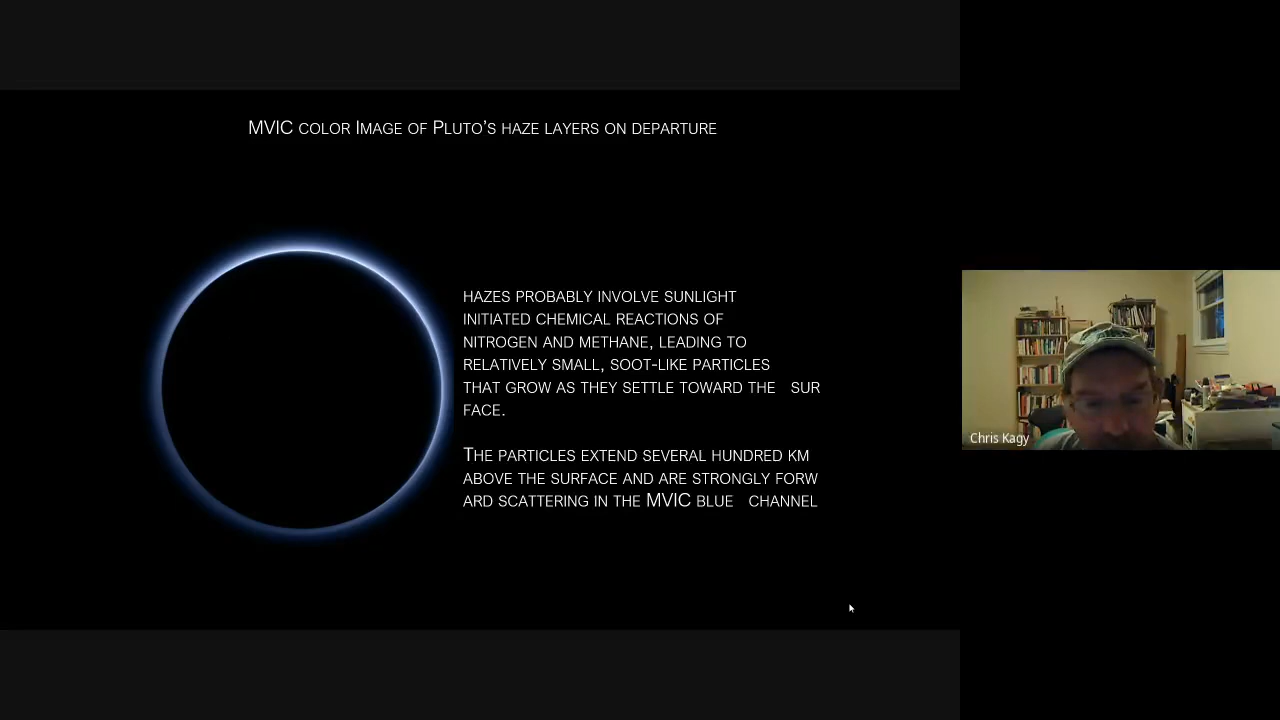 MVIC color Image of Pluto's haze layers on departure
hazes probably involve sunlight
initiated chemical reactions of
nitrogen and methane, leading to
relatively small, soot-like particles
that grow as they settle toward the sur
face.
The particles extend several hundred km
above the surface and are strongly forw
ard scattering in the MVIC blue channel
Chris Kagy